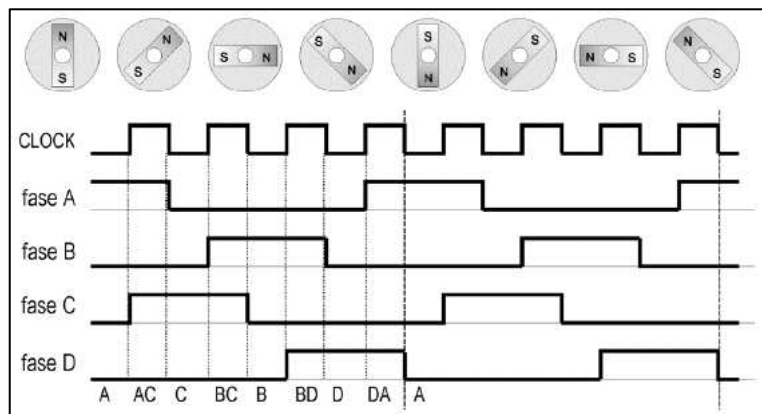 N N S N S S S S N N S
S S N N N S N S
CLOCK
fase A
fase B
fase C
fase D
A AC C BC B BD D DA A